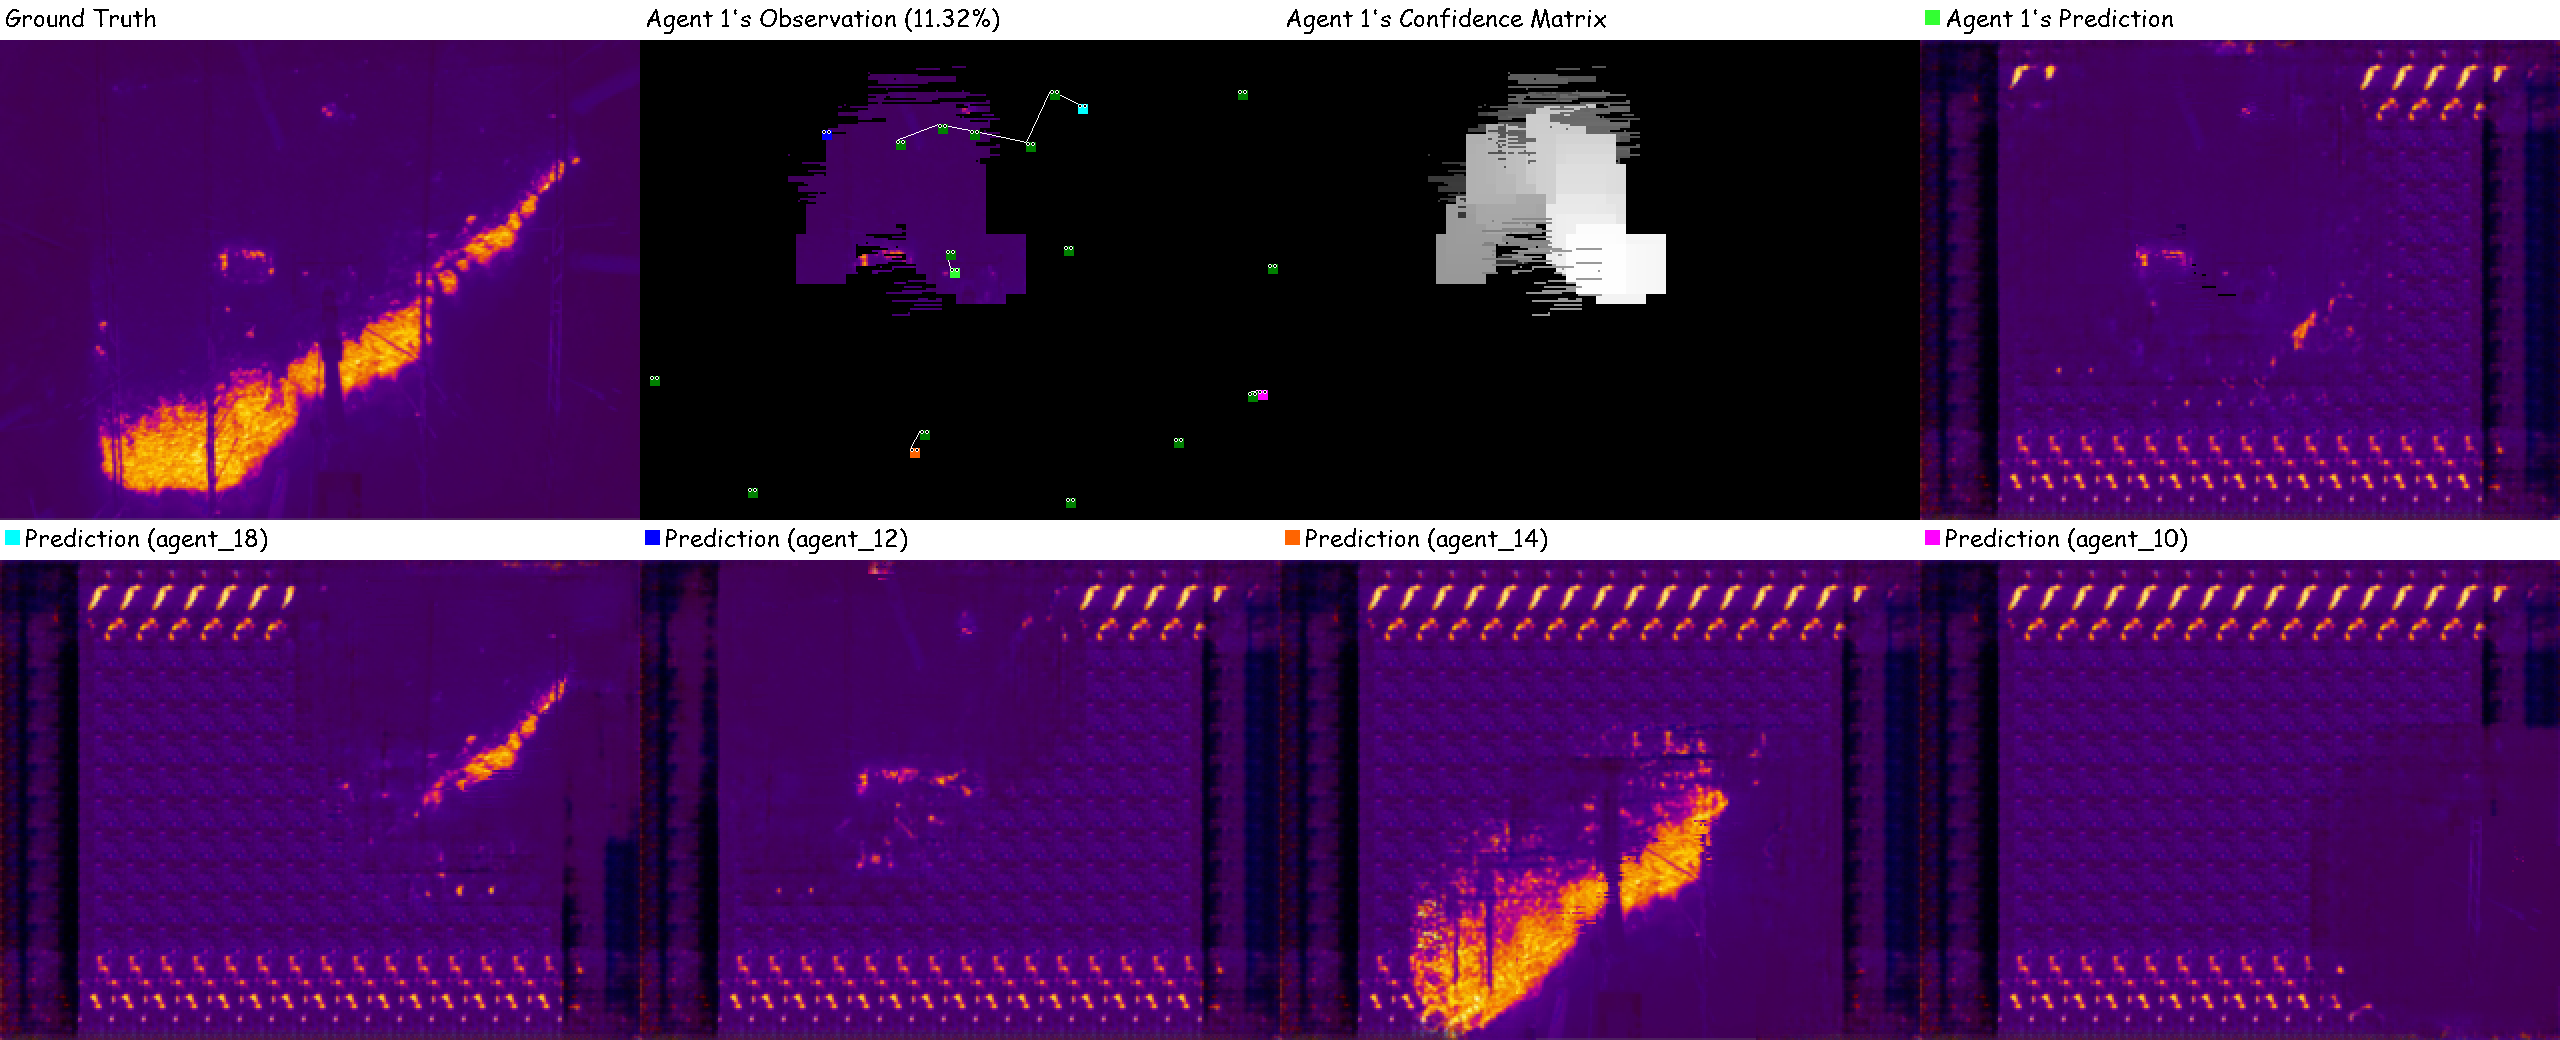 Ground Truth
Agent 1's Observation (11.32%)
Agent 1's Confidence Matrix
Agent 1's Prediction
Prediction (agent_18)
Prediction (agent_12)
Prediction (agent_14)
Prediction (agent_10)